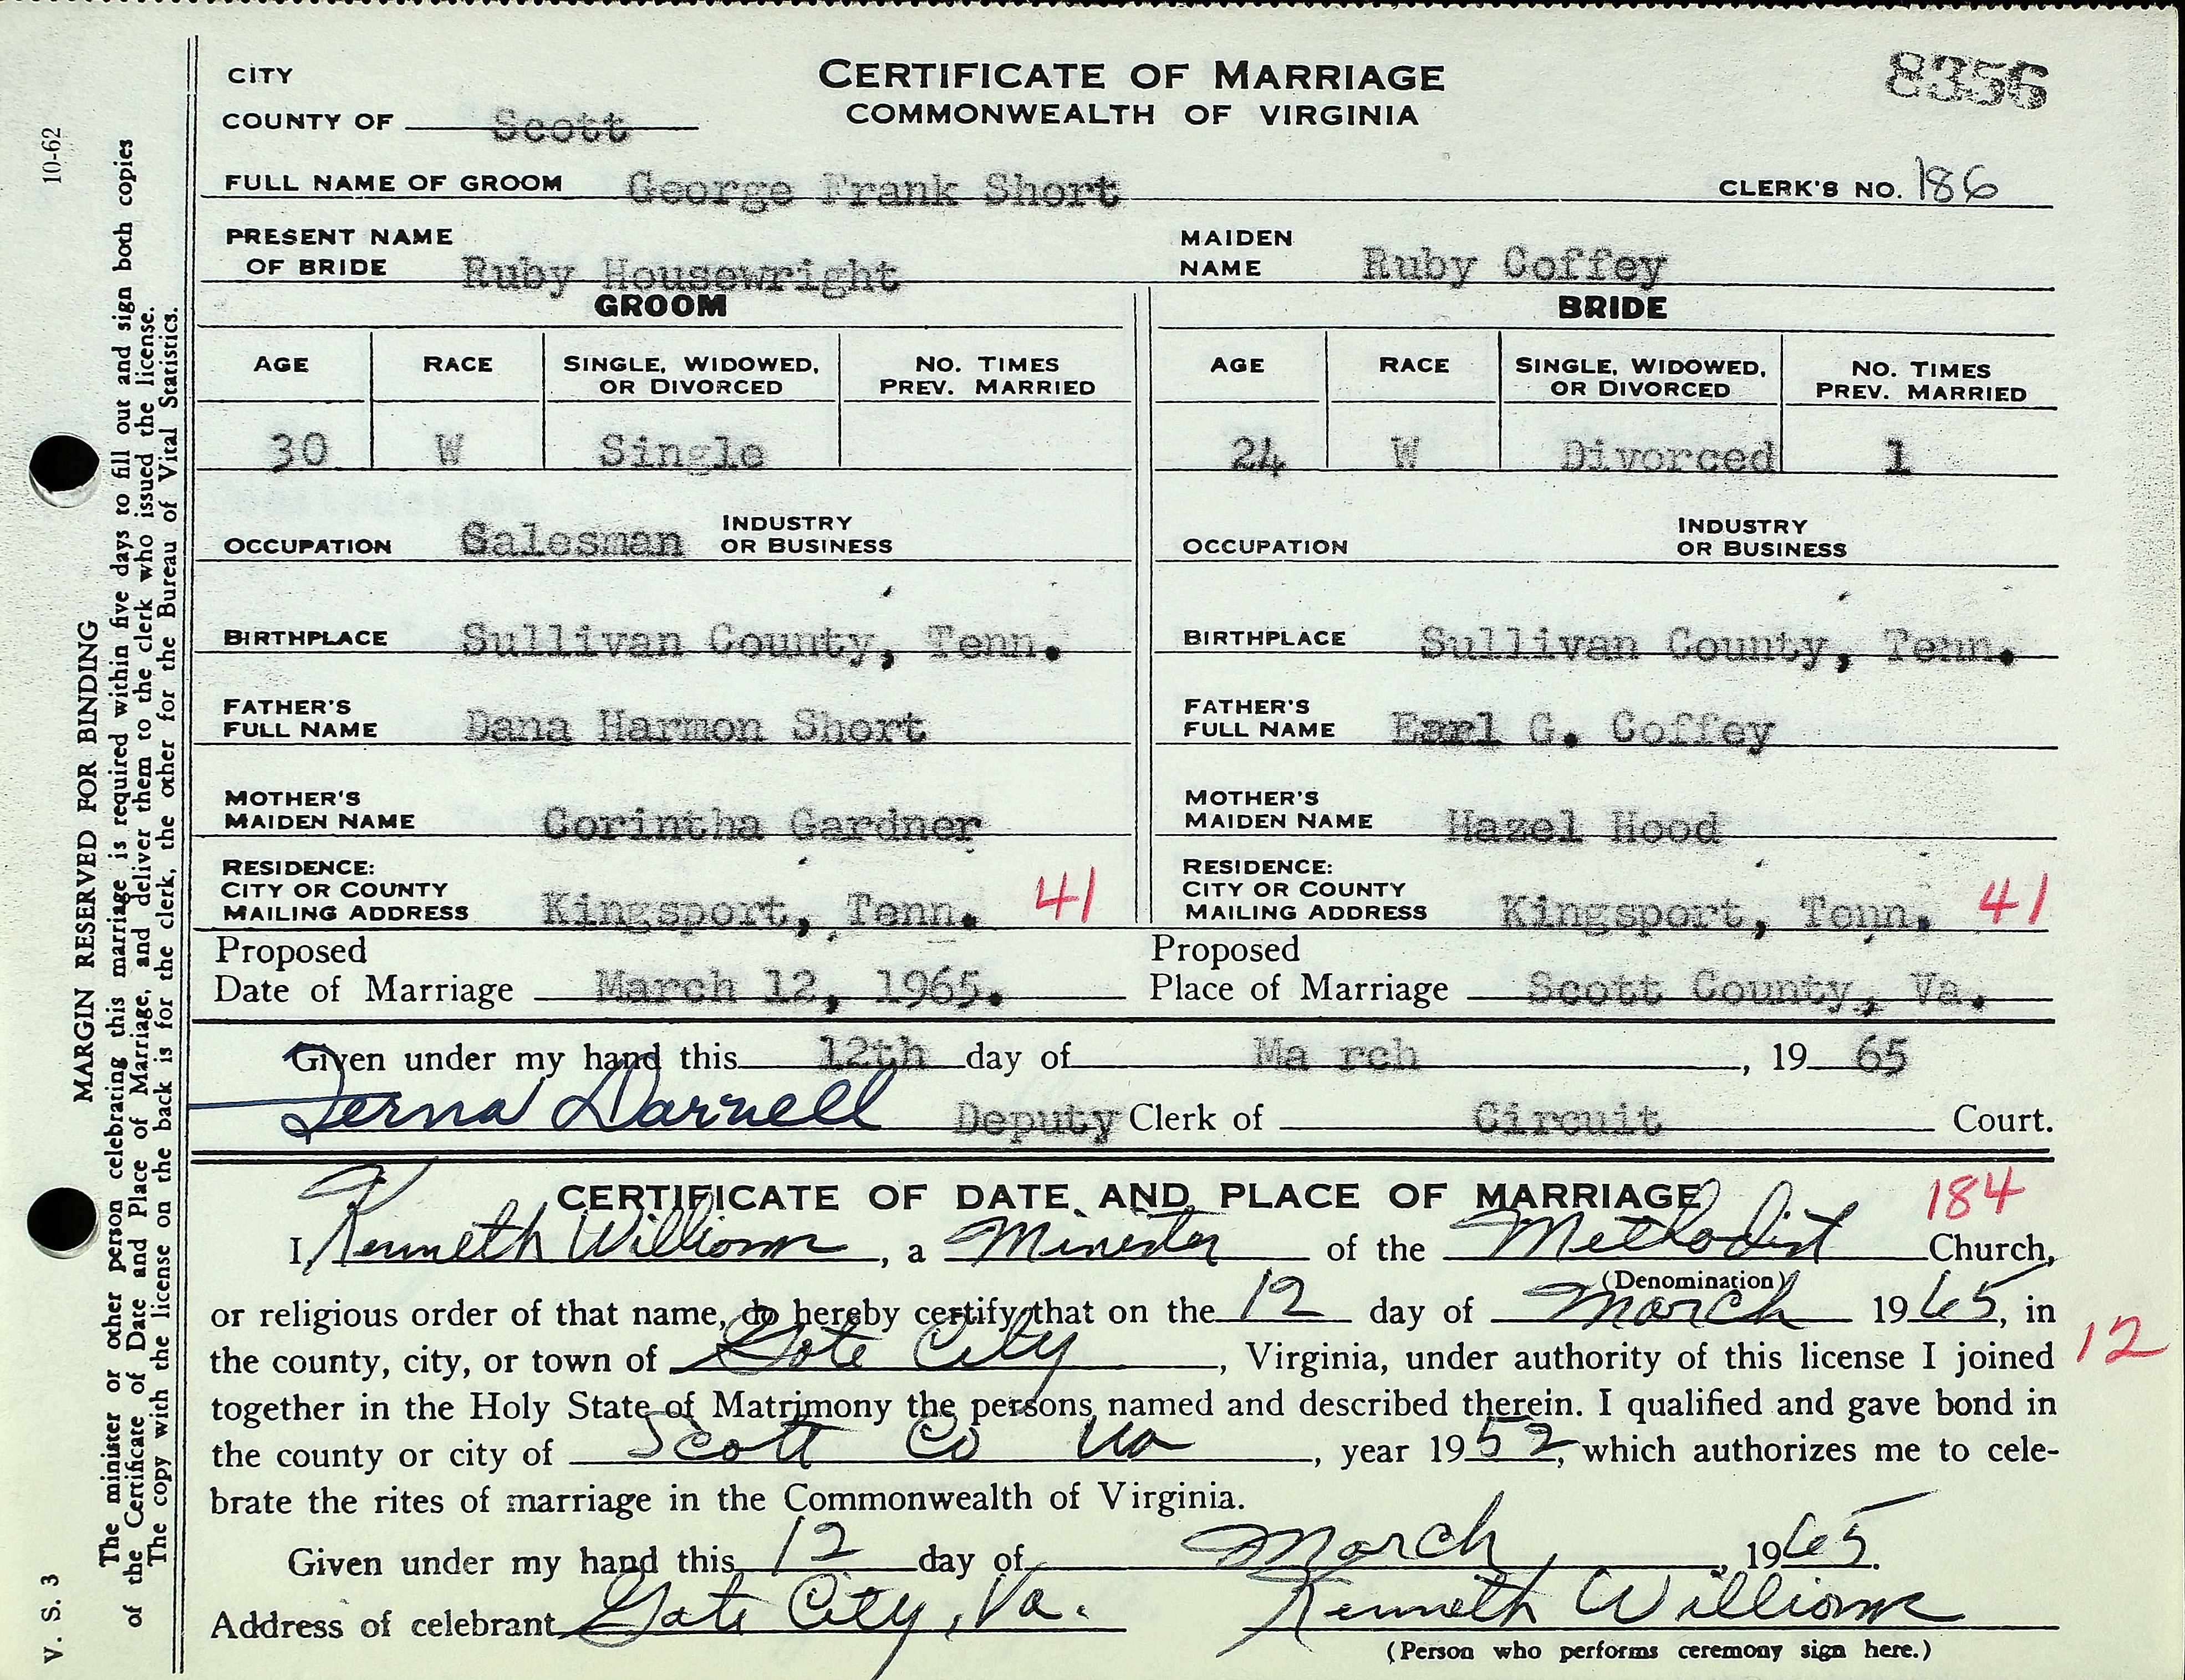 CERTIFICATE OF MARRIAGE
COMMONWEALTH OF VIRGINIA
8356
CITY
COUNTY OF Scott
FULL NAME OF GROOM George Frank Short CLERK'S NO. 186
PRESENT NAME OF BRIDE Ruby Housewright MAIDEN NAME Ruby Coffey
GROOM BRIDE
AGE RACE SINGLE, WIDOWED, OR DIVORCED NO. TIMES PREV. MARRIED AGE RACE SINGLE, WIDOWED, OR DIVORCED NO. TIMES PREV. MARRIED
30 W Single 24 W Divorced 1
OCCUPATION Salesman INDUSTRY OR BUSINESS OCCUPATION INDUSTRY OR BUSINESS
BIRTHPLACE Sullivan County, Tenn. BIRTHPLACE Sullivan County, Tenn.
FATHER'S FULL NAME Dana Harmon Short FATHER'S FULL NAME Earl G. Coffey
MOTHER'S MAIDEN NAME Corintha Gardner MOTHER'S MAIDEN NAME Hazel Hood
RESIDENCE: CITY OR COUNTY MAILING ADDRESS Kingsport, Tenn. 41 RESIDENCE: CITY OR COUNTY MAILING ADDRESS Kingsport, Tenn. 41
Proposed Date of Marriage March 12, 1965. Proposed Place of Marriage Scott County, Va.
Given under my hand this 12th day of Ma rch, 19 65
Darnell Deputy Clerk of Circuit Court.
CERTIFICATE OF DATE AND PLACE OF MARRIAGE 184
I, Kenneth Williams, a Minister of the Methodist Church,
(Denomination)
or religious order of that name, do hereby certify that on the 12 day of March 1965, in
the county, city, or town of Gate City, Virginia, under authority of this license I joined 12
together in the Holy State of Matrimony the persons named and described therein. I qualified and gave bond in
the county or city of Scott Co Va, year 1952, which authorizes me to cele-
brate the rites of marriage in the Commonwealth of Virginia.
Given under my hand this 12 day of March, 1965.
Address of celebrant Gate City, Va. Kenneth Williams
(Person who performs ceremony sign here.)
10-62
MARGIN RESERVED FOR BINDING
The minister or other person celebrating this marriage is required within five days to fill out and sign both copies
of the Certificate of Date and Place of Marriage, and deliver them to the clerk who issued the license.
The copy with the license on the back is for the clerk, the other for the Bureau of Vital Statistics.
V. S. 3